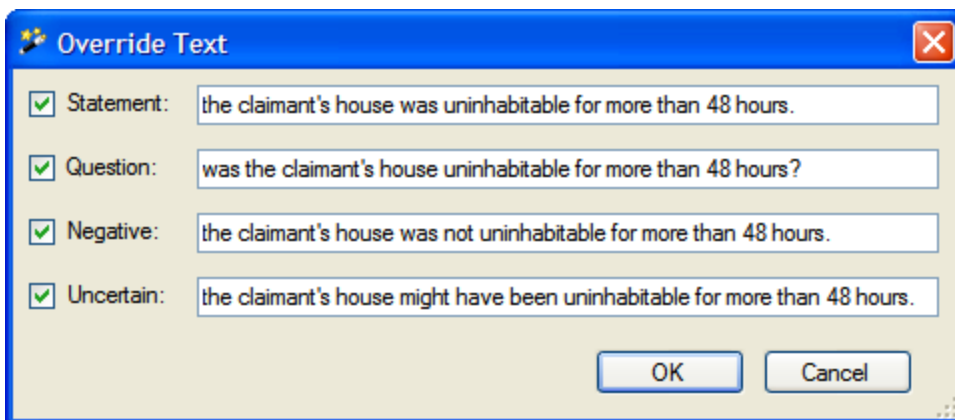 Override Text
Statement: the claimant's house was uninhabitable for more than 48 hours.
Question: was the claimant's house uninhabitable for more than 48 hours?
Negative: the claimant's house was not uninhabitable for more than 48 hours.
Uncertain: the claimant's house might have been uninhabitable for more than 48 hours.
OK Cancel